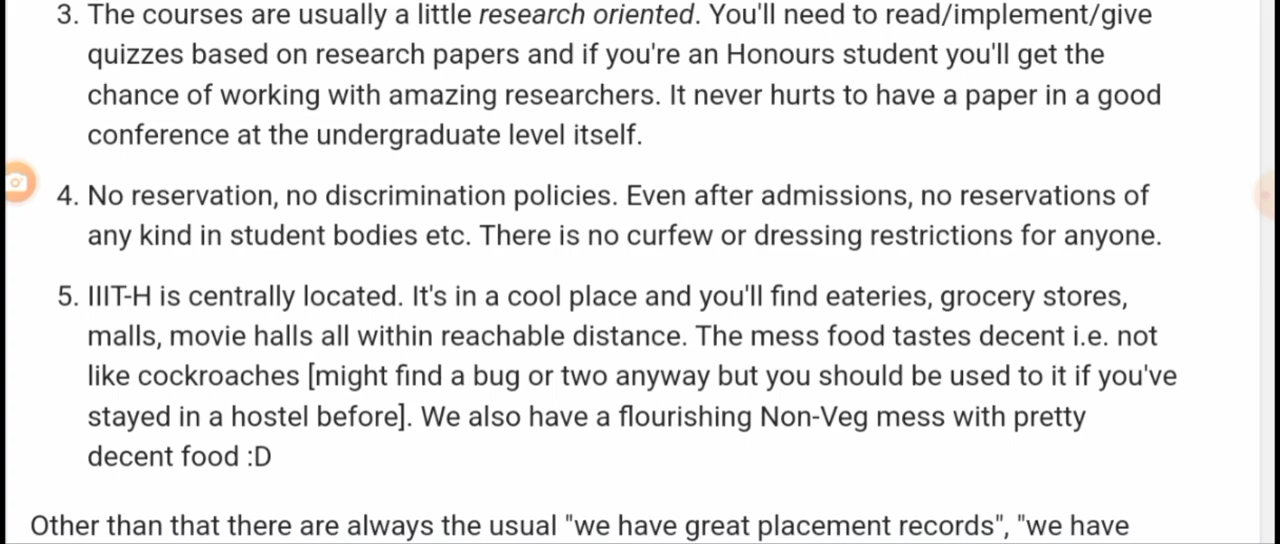 3. The courses are usually a little research oriented. You'll need to read/implement/give
quizzes based on research papers and if you're an Honours student you'll get the
chance of working with amazing researchers. It never hurts to have a paper in a good
conference at the undergraduate level itself.
4. No reservation, no discrimination policies. Even after admissions, no reservations of
any kind in student bodies etc. There is no curfew or dressing restrictions for anyone.
5. IIIT-H is centrally located. It's in a cool place and you'll find eateries, grocery stores,
malls, movie halls all within reachable distance. The mess food tastes decent i.e. not
like cockroaches [might find a bug or two anyway but you should be used to it if you've
stayed in a hostel before]. We also have a flourishing Non-Veg mess with pretty
decent food :D
Other than that there are always the usual "we have great placement records", "we have